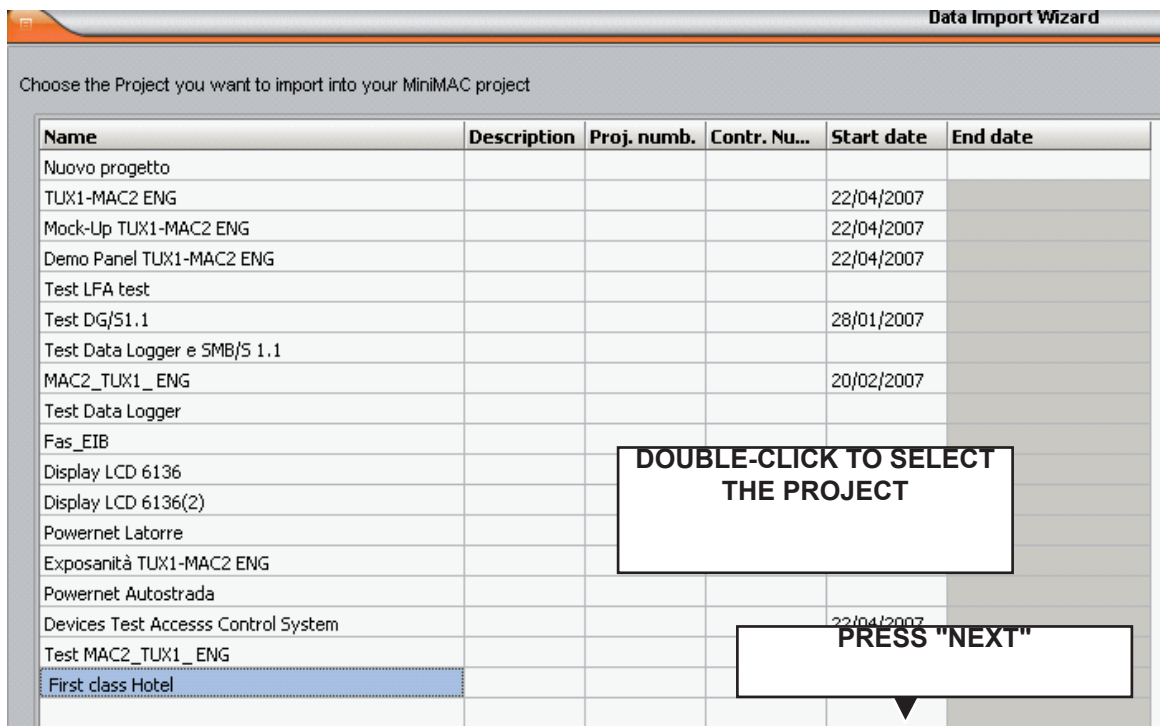 Data Import Wizard
Choose the Project you want to import into your MiniMAC project
Name Description Proj. numb. Contr. Nu... Start date End date
Nuovo progetto
TUX1-MAC2 ENG 22/04/2007
Mock-Up TUX1-MAC2 ENG 22/04/2007
Demo Panel TUX1-MAC2 ENG 22/04/2007
Test LFA test
Test DG/S1.1 28/01/2007
Test Data Logger e SMB/S 1.1
MAC2_TUX1_ ENG 20/02/2007
Test Data Logger
Fas_EIB
Display LCD 6136
Display LCD 6136(2)
Powernet Latorre
Exposanità TUX1-MAC2 ENG
Powernet Autostrada
Devices Test Accesss Control System 22/04/2007
Test MAC2_TUX1_ ENG
First class Hotel
DOUBLE-CLICK TO SELECT
THE PROJECT
PRESS "NEXT"